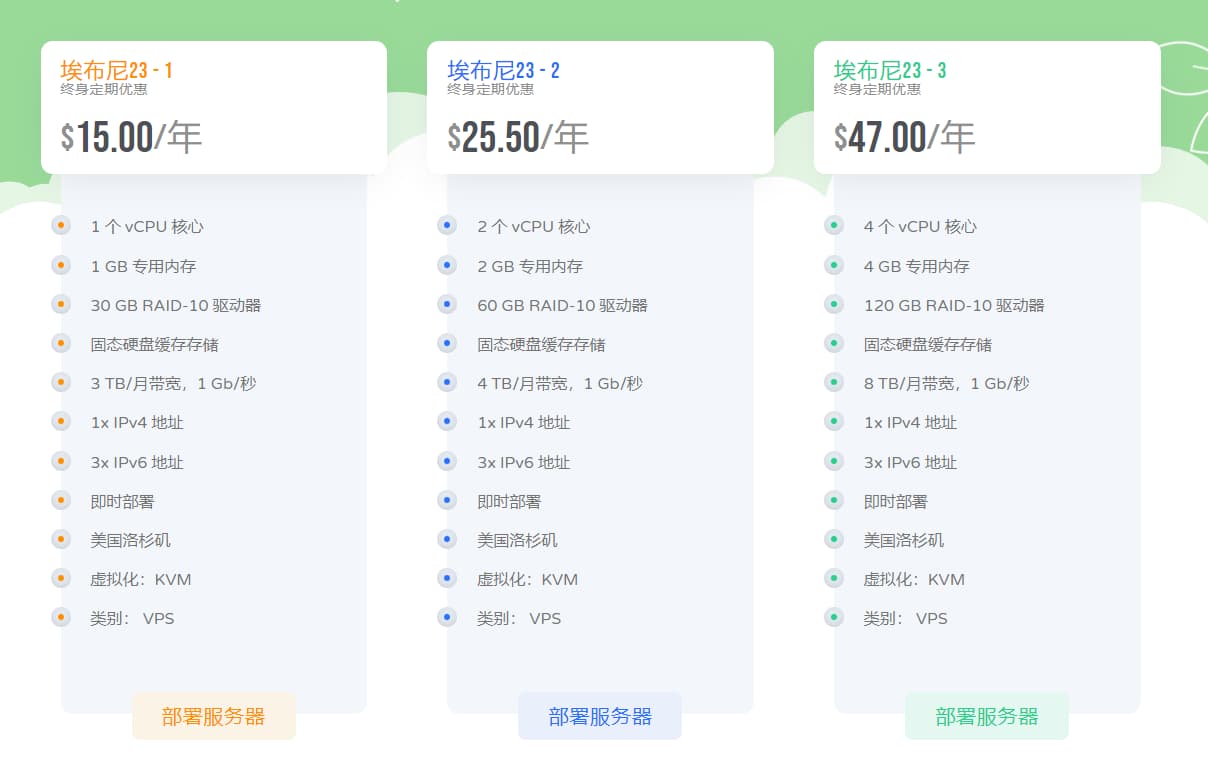 埃布尼23 - 1
终身定期优惠
$15.00/年
1 个 vCPU 核心
1 GB 专用内存
30 GB RAID-10 驱动器
固态硬盘缓存存储
3 TB/月带宽，1 Gb/秒
1x IPv4 地址
3x IPv6 地址
即时部署
美国洛杉矶
虚拟化：KVM
类别： VPS
部署服务器
埃布尼23 - 2
终身定期优惠
$25.50/年
2 个 vCPU 核心
2 GB 专用内存
60 GB RAID-10 驱动器
固态硬盘缓存存储
4 TB/月带宽，1 Gb/秒
1x IPv4 地址
3x IPv6 地址
即时部署
美国洛杉矶
虚拟化：KVM
类别： VPS
部署服务器
埃布尼23 - 3
终身定期优惠
$47.00/年
4 个 vCPU 核心
4 GB 专用内存
120 GB RAID-10 驱动器
固态硬盘缓存存储
8 TB/月带宽，1 Gb/秒
1x IPv4 地址
3x IPv6 地址
即时部署
美国洛杉矶
虚拟化：KVM
类别： VPS
部署服务器